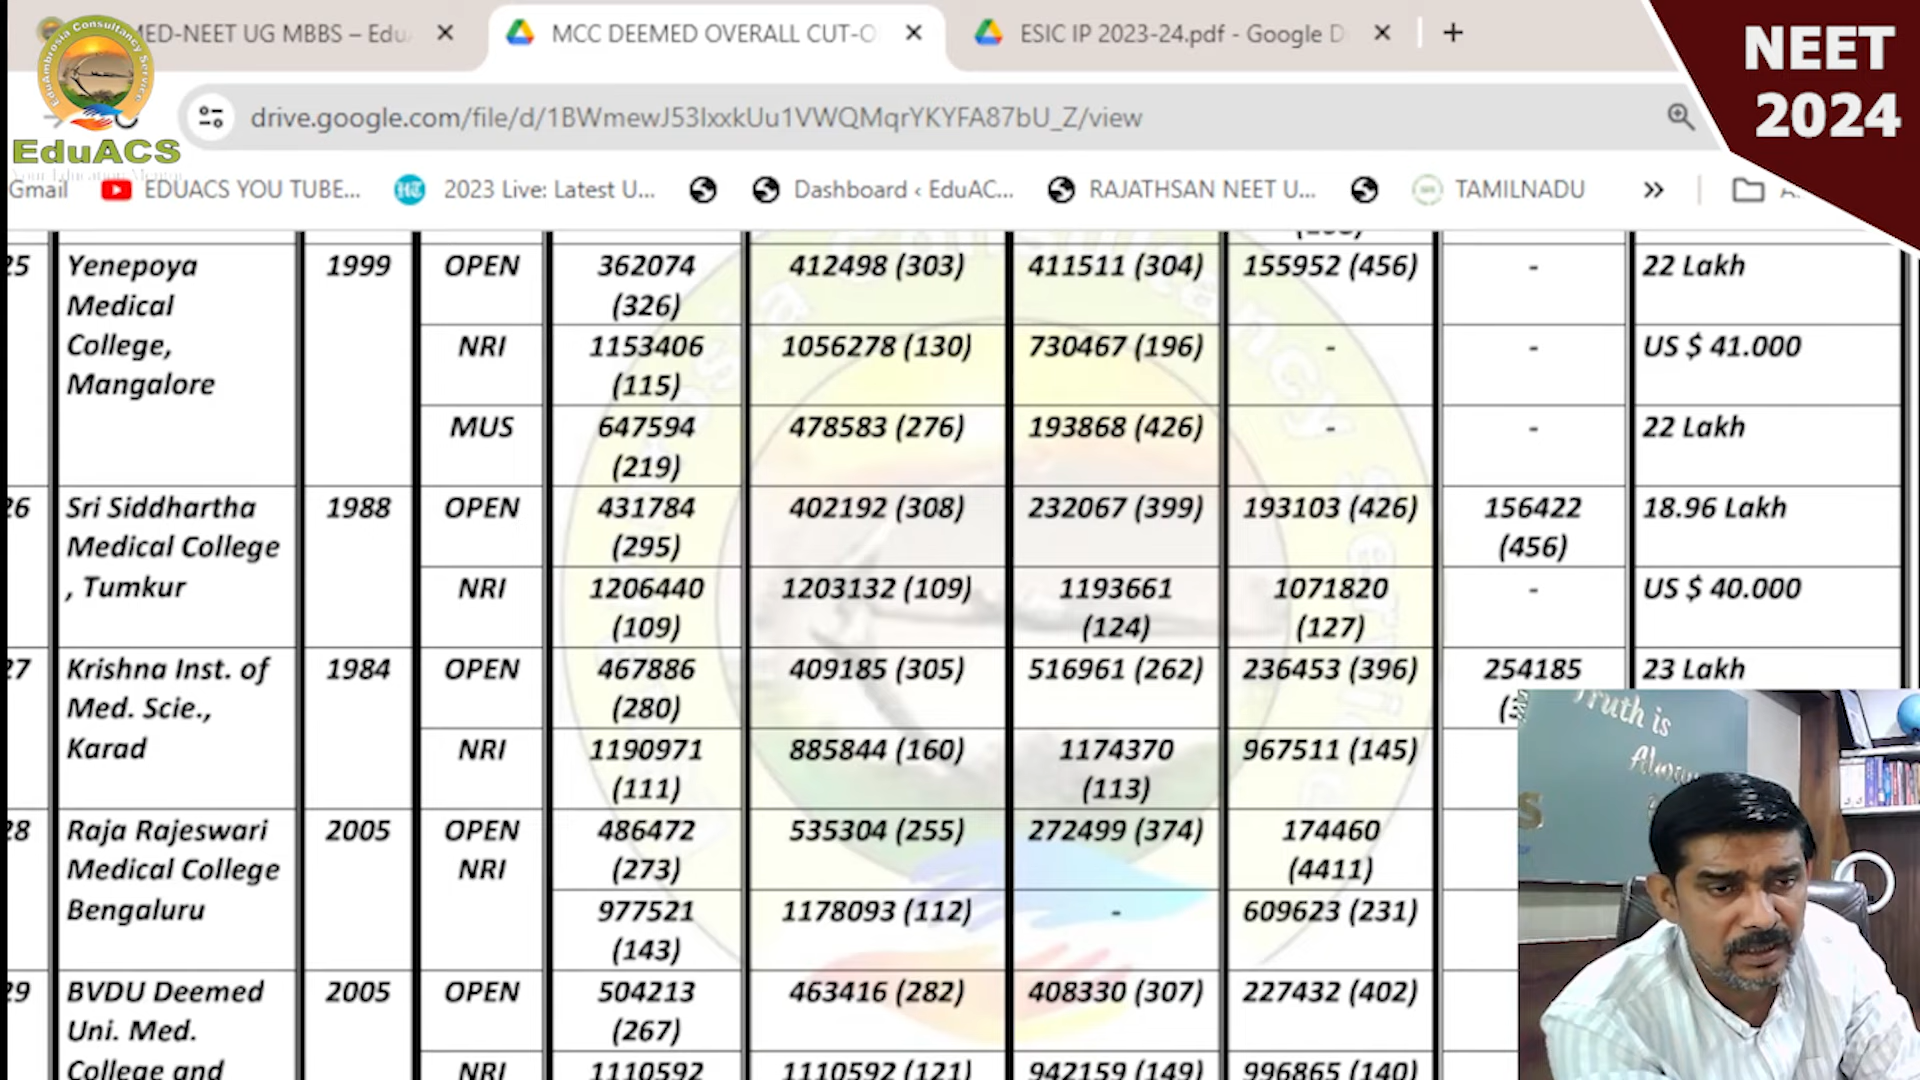 MED-NEET UG MBBS – Edu
MCC DEEMED OVERALL CUT-O
ESIC IP 2023-24.pdf - Google D
NEET
2024
EduAmbrosia Consultancy Service
EduACS
drive.google.com/file/d/1BWmewJ53IxxkUu1VWQMqrYKYFA87bU_Z/view
Gmail
EDUACS YOU TUBE...
2023 Live: Latest U...
Dashboard ‹ EduAC...
RAJATHSAN NEET U...
TAMILNADU
»
25 Yenepoya Medical College, Mangalore 1999 OPEN 362074 (326) 412498 (303) 411511 (304) 155952 (456) - 22 Lakh
NRI 1153406 (115) 1056278 (130) 730467 (196) - - US $ 41.000
MUS 647594 (219) 478583 (276) 193868 (426) - - 22 Lakh
26 Sri Siddhartha Medical College , Tumkur 1988 OPEN 431784 (295) 402192 (308) 232067 (399) 193103 (426) 156422 (456) 18.96 Lakh
NRI 1206440 (109) 1203132 (109) 1193661 (124) 1071820 (127) - US $ 40.000
27 Krishna Inst. of Med. Scie., Karad 1984 OPEN 467886 (280) 409185 (305) 516961 (262) 236453 (396) 254185 23 Lakh
NRI 1190971 (111) 885844 (160) 1174370 (113) 967511 (145)
28 Raja Rajeswari Medical College Bengaluru 2005 OPEN 486472 (273) 535304 (255) 272499 (374) 174460 (4411)
NRI 977521 (143) 1178093 (112) - 609623 (231)
29 BVDU Deemed Uni. Med. College and 2005 OPEN 504213 (267) 463416 (282) 408330 (307) 227432 (402)
NRI 1110592 1110592 (121) 942159 (149) 996865 (140)
Truth is